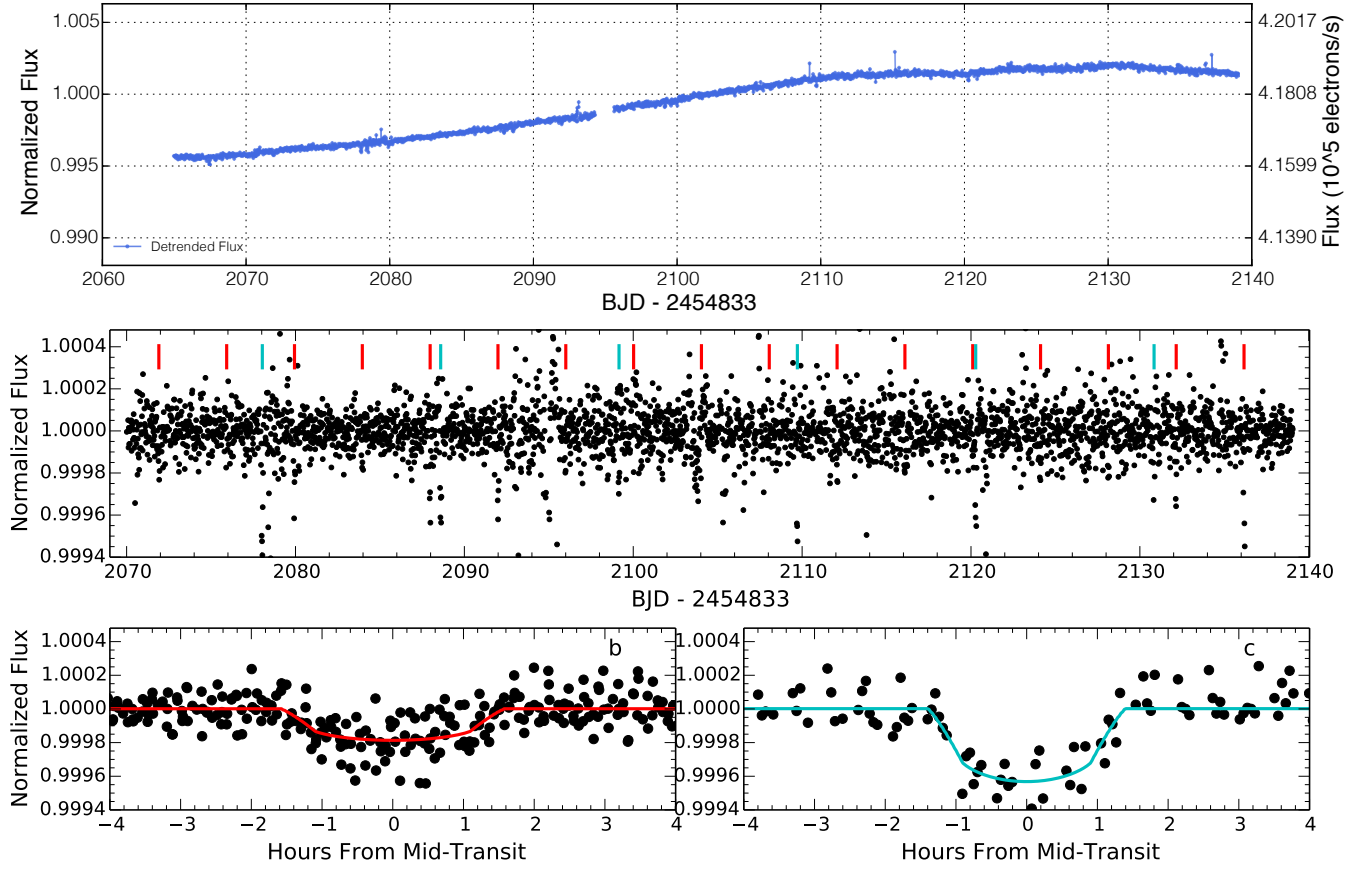 1.005
1.000
0.995
0.990
Normalized Flux
4.2017
4.1808
4.1599
4.1390
Flux (10^5 electrons/s)
Detrended Flux
2060 2070 2080 2090 2100 2110 2120 2130 2140
BJD - 2454833
1.0004
1.0002
1.0000
0.9998
0.9996
0.9994
Normalized Flux
2070 2080 2090 2100 2110 2120 2130 2140
BJD - 2454833
1.0004
1.0002
1.0000
0.9998
0.9996
0.9994
Normalized Flux
b
−4 −3 −2 −1 0 1 2 3 4
Hours From Mid-Transit
1.0004
1.0002
1.0000
0.9998
0.9996
0.9994
c
−4 −3 −2 −1 0 1 2 3 4
Hours From Mid-Transit